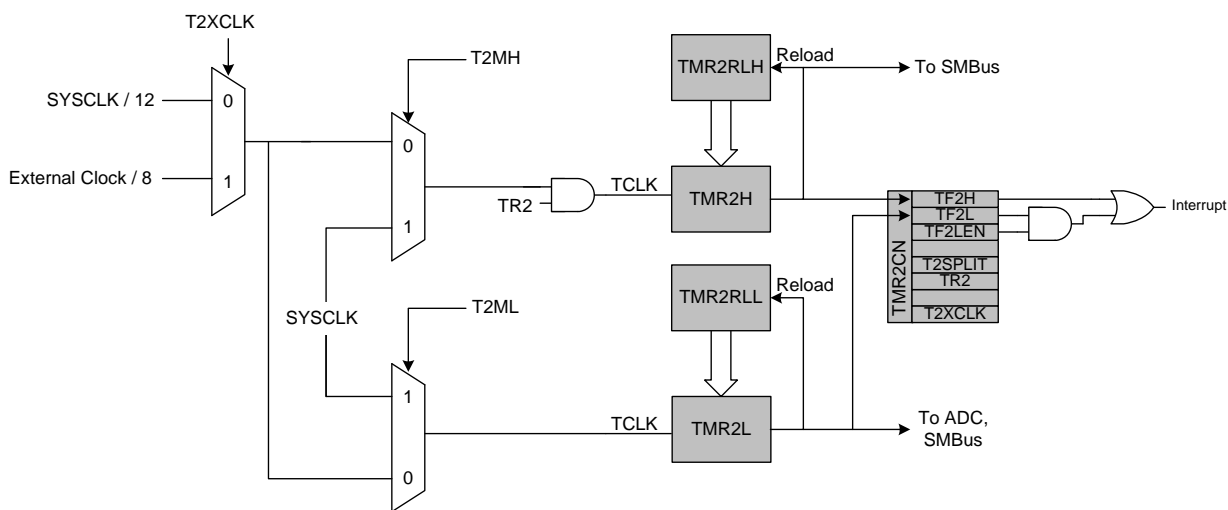 T2XCLK
SYSCLK / 12
0
External Clock / 8
1
T2MH
0
1
SYSCLK
T2ML
1
0
TR2
TCLK
TMR2RLH
Reload
To SMBus
TMR2H
TMR2RLL
Reload
TCLK
TMR2L
To ADC,
SMBus
TMR2CN
TF2H
TF2L
TF2LEN
T2SPLIT
TR2
T2XCLK
Interrupt